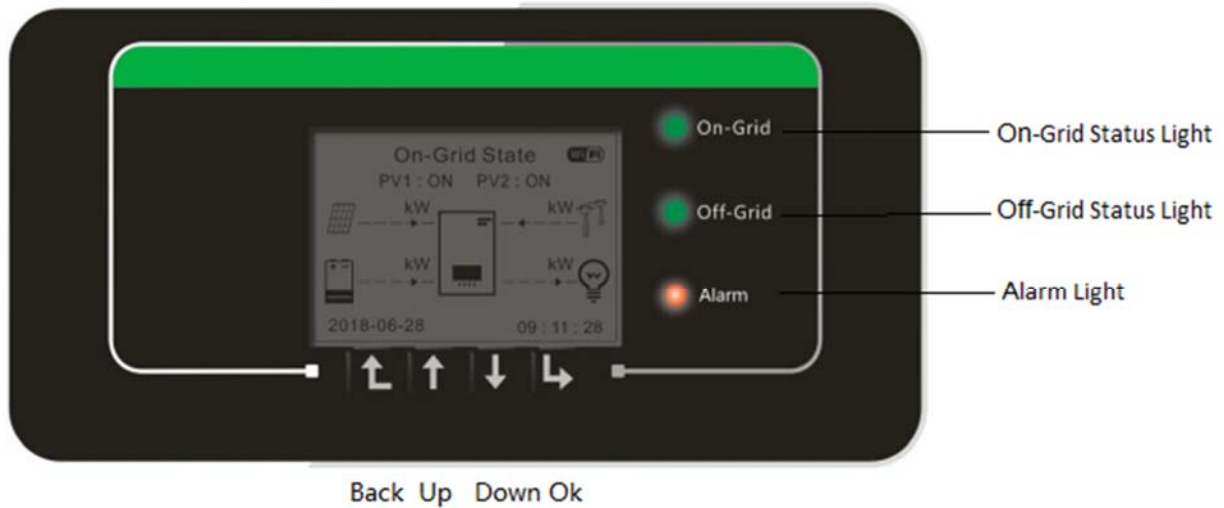 On-Grid State WiFi
PV1 : ON PV2 : ON
kW kW
kW kW
2018-06-28 09 : 11 : 28
On-Grid
Off-Grid
Alarm
On-Grid Status Light
Off-Grid Status Light
Alarm Light
Back Up Down Ok